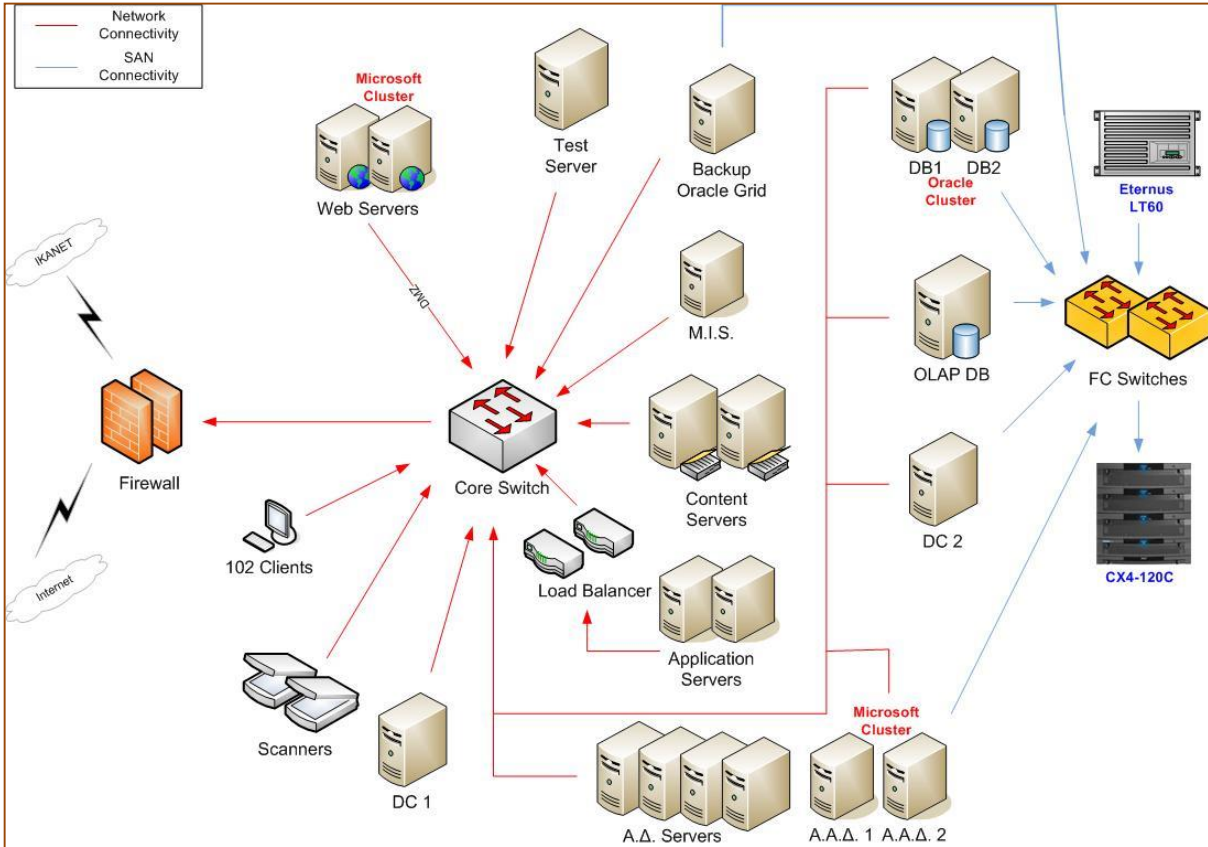 Network
Connectivity
SAN
Connectivity
Microsoft
Cluster
Web Servers
Test
Server
Backup
Oracle Grid
DB1
DB2
Oracle
Cluster
Eternus
LT60
IKANET
DMZ
M.I.S.
OLAP DB
FC Switches
Firewall
Core Switch
Content
Servers
DC 2
CX4-120C
102 Clients
Internet
Load Balancer
Application
Servers
Scanners
DC 1
Microsoft
Cluster
Α.Δ. Servers
Α.Α.Δ. 1
Α.Α.Δ. 2